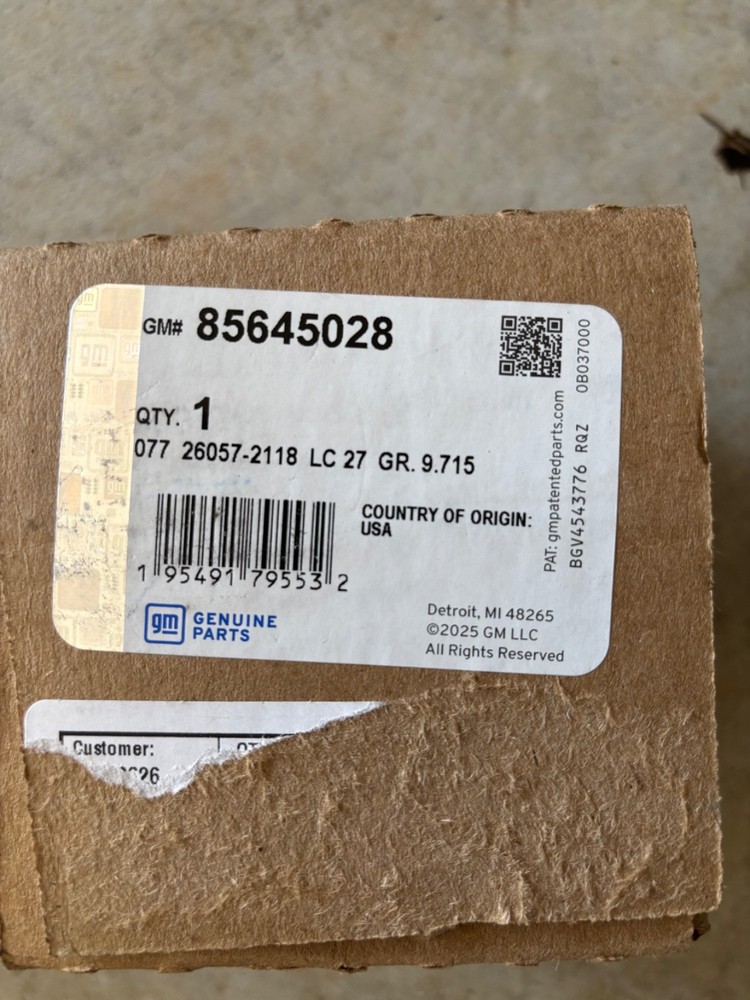 GM# 85645028
QTY. 1
077 26057-2118 LC 27 GR. 9.715
COUNTRY OF ORIGIN:
USA
1 95491 79553 2
gm GENUINE
PARTS
Detroit, MI 48265
©2025 GM LLC
All Rights Reserved
PAT: gmpatentedparts.com
BGV4543776 RQZ 0B037000
Customer: